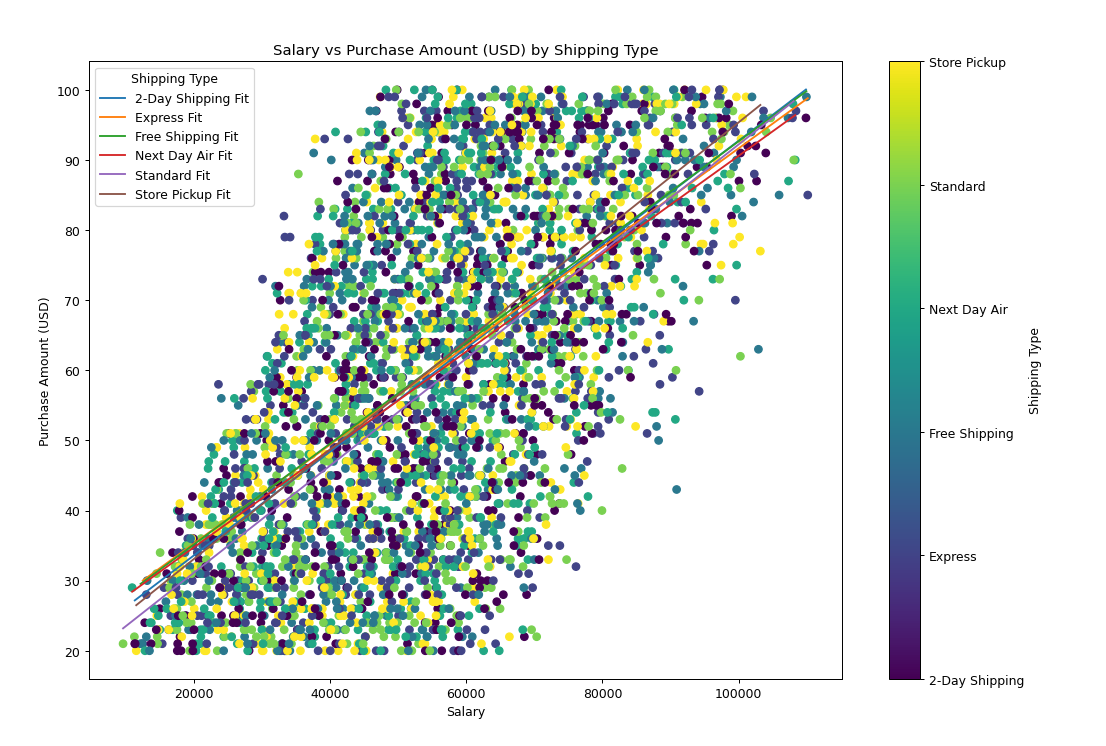 Salary vs Purchase Amount (USD) by Shipping Type
Shipping Type
2-Day Shipping Fit
Express Fit
Free Shipping Fit
Next Day Air Fit
Standard Fit
Store Pickup Fit
100
90
80
70
60
50
40
30
20
Purchase Amount (USD)
20000
40000
60000
80000
100000
Salary
Store Pickup
Standard
Next Day Air
Free Shipping
Express
2-Day Shipping
Shipping Type